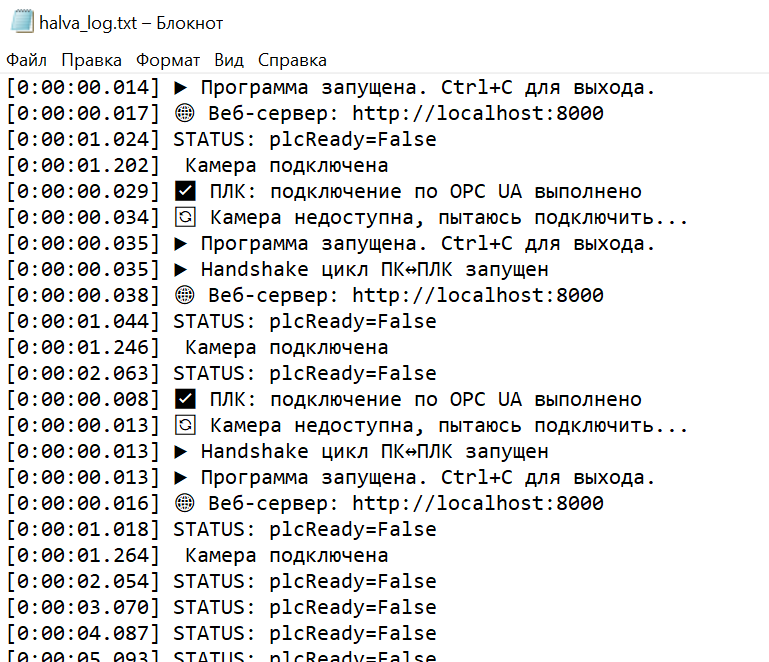 halva_log.txt – Блокнот
Файл Правка Формат Вид Справка
[0:00:00.014] ▶ Программа запущена. Ctrl+C для выхода.
[0:00:00.017] 🌐 Веб-сервер: http://localhost:8000
[0:00:01.024] STATUS: plcReady=False
[0:00:01.202]  Камера подключена
[0:00:00.029] ✅ ПЛК: подключение по OPC UA выполнено
[0:00:00.034] 🔄 Камера недоступна, пытаюсь подключить...
[0:00:00.035] ▶ Программа запущена. Ctrl+C для выхода.
[0:00:00.035] ▶ Handshake цикл ПК↔ПЛК запущен
[0:00:00.038] 🌐 Веб-сервер: http://localhost:8000
[0:00:01.044] STATUS: plcReady=False
[0:00:01.246]  Камера подключена
[0:00:02.063] STATUS: plcReady=False
[0:00:00.008] ✅ ПЛК: подключение по OPC UA выполнено
[0:00:00.013] 🔄 Камера недоступна, пытаюсь подключить...
[0:00:00.013] ▶ Handshake цикл ПК↔ПЛК запущен
[0:00:00.013] ▶ Программа запущена. Ctrl+C для выхода.
[0:00:00.016] 🌐 Веб-сервер: http://localhost:8000
[0:00:01.018] STATUS: plcReady=False
[0:00:01.264]  Камера подключена
[0:00:02.054] STATUS: plcReady=False
[0:00:03.070] STATUS: plcReady=False
[0:00:04.087] STATUS: plcReady=False
[0:00:05.093] STATUS: plcReady=False